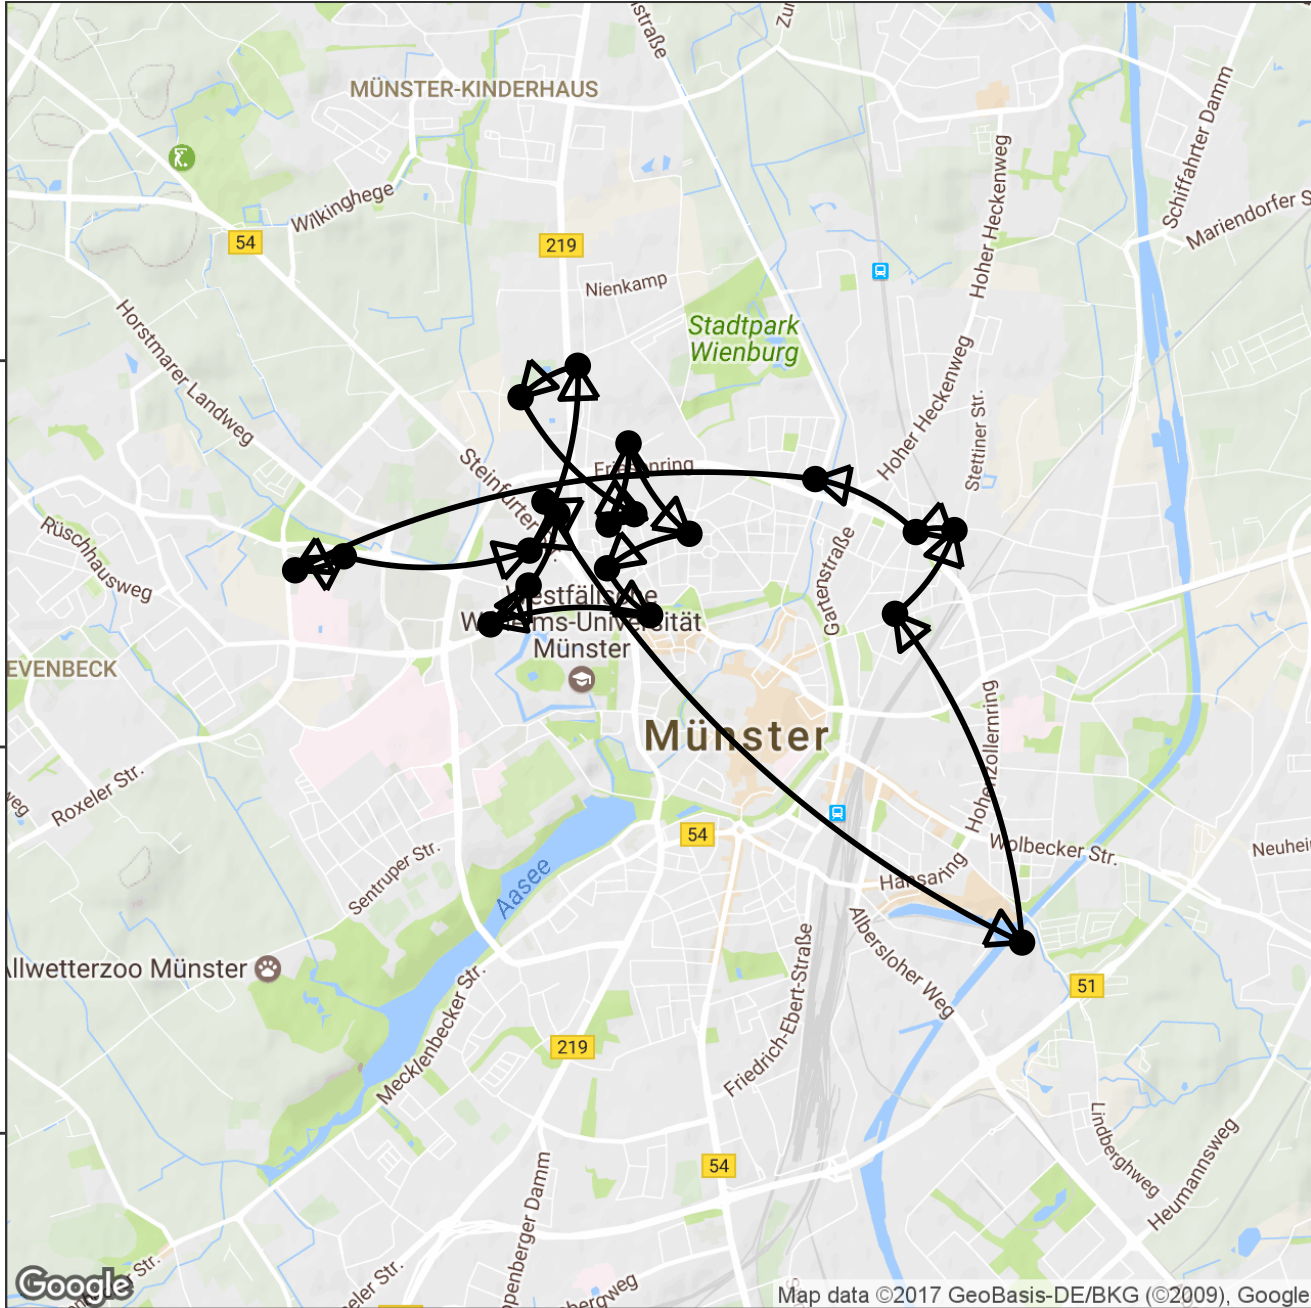 MÜNSTER-KINDERHAUS
Wilkinghege
54
219
Nienkamp
Stadtpark
Wienburg
Hoher Heckenweg
Schiffahrter Damm
Mariendorfer S
Horstmarer Landweg
Hoher Heckenweg
Stettiner Str.
Steinfurter
Rüschhausweg
Gartenstraße
Westfälische
Münster
EVENBECK
Münster
Hohenzollernring
Roxeler Str.
weg
54
Wolbecker Str.
Neuhei
Hansaring
Sentruper Str.
Aasee
Albersloher Weg
Allwetterzoo Münster
51
Friedrich-Ebert-Straße
Mecklenbecker Str.
219
Lindberghweg
54
Heumannsweg
Google
Map data ©2017 GeoBasis-DE/BKG (©2009), Google